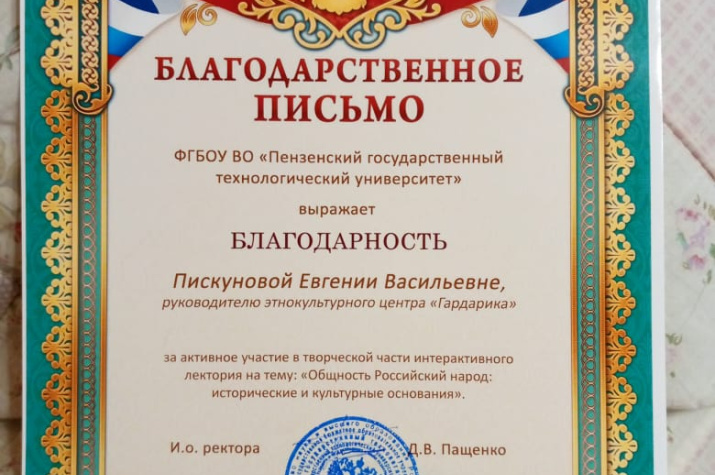 БЛАГОДАРСТВЕННОЕ
ПИСЬМО
ФГБОУ ВО «Пензенский государственный
технологический университет»
выражает
БЛАГОДАРНОСТЬ
Пискуновой Евгении Васильевне,
руководителю этнокультурного центра «Гардарика»
за активное участие в творческой части интерактивного
лектория на тему: «Общность Российский народ:
исторические и культурные основания».
И.о. ректора
Д.В. Пащенко